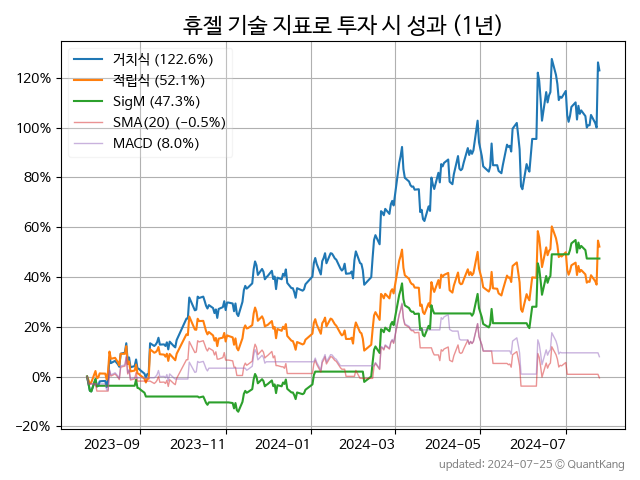 휴젤 기술 지표로 투자 시 성과 (1년)
거치식 (122.6%)
적립식 (52.1%)
SigM (47.3%)
SMA(20) (−0.5%)
MACD (8.0%)
120%
100%
80%
60%
40%
20%
0%
−20%
2023-09 2023-11 2024-01 2024-03 2024-05 2024-07
updated: 2024-07-25 © QuantKang